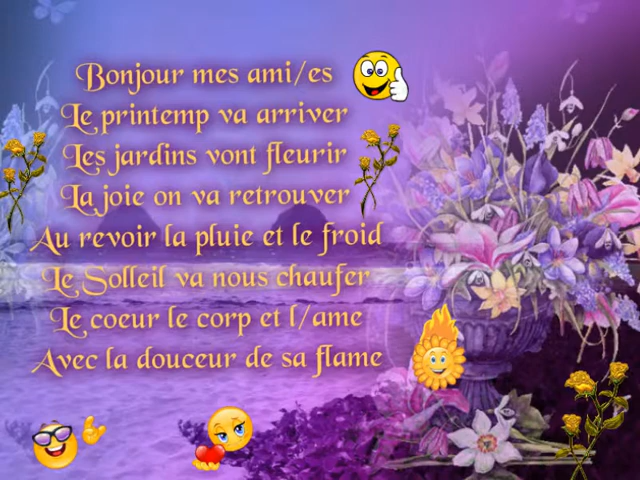 Bonjour mes ami/es
Le printemp va arriver
Les jardins vont fleurir
La joie on va retrouver
Au revoir la pluie et le froid
Le Solleil va nous chaufer
Le coeur le corp et l/ame
Avec la douceur de sa flame